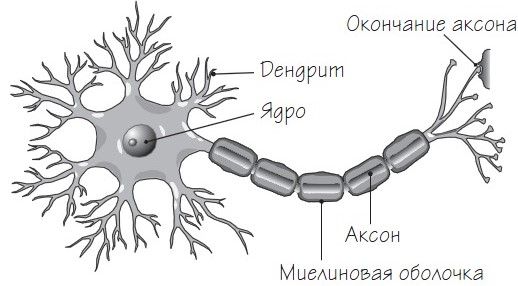 Окончание аксона
Дендрит
Ядро
Аксон
Миелиновая оболочка